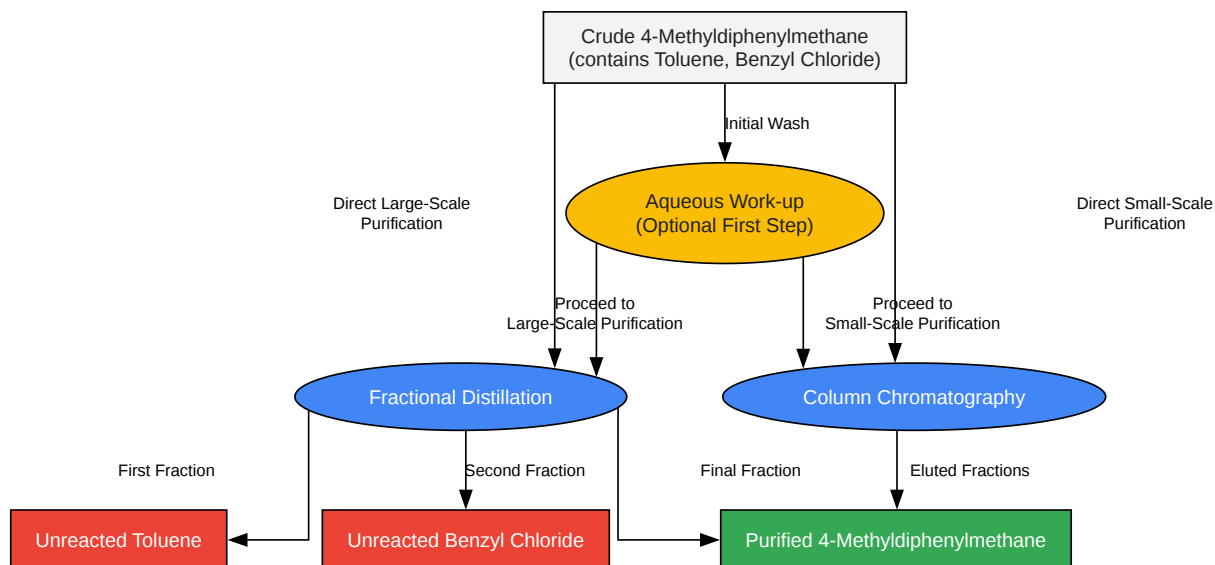 Crude 4-Methyldiphenylmethane
(contains Toluene, Benzyl Chloride)
Initial Wash
Direct Large-Scale
Purification
Aqueous Work-up
(Optional First Step)
Direct Small-Scale
Purification
Proceed to
Large-Scale Purification
Proceed to
Small-Scale Purification
Fractional Distillation
Column Chromatography
First Fraction
Second Fraction
Final Fraction
Eluted Fractions
Unreacted Toluene
Unreacted Benzyl Chloride
Purified 4-Methyldiphenylmethane